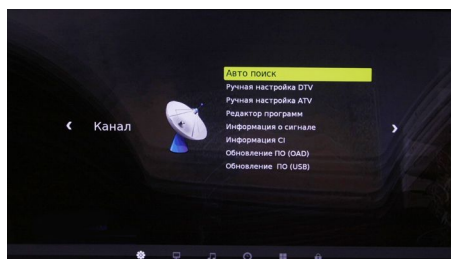 Канал
Авто поиск
Ручная настройка DTV
Ручная настройка ATV
Редактор программ
Информация о сигнале
Информация CI
Обновление ПО (OAD)
Обновление ПО (USB)